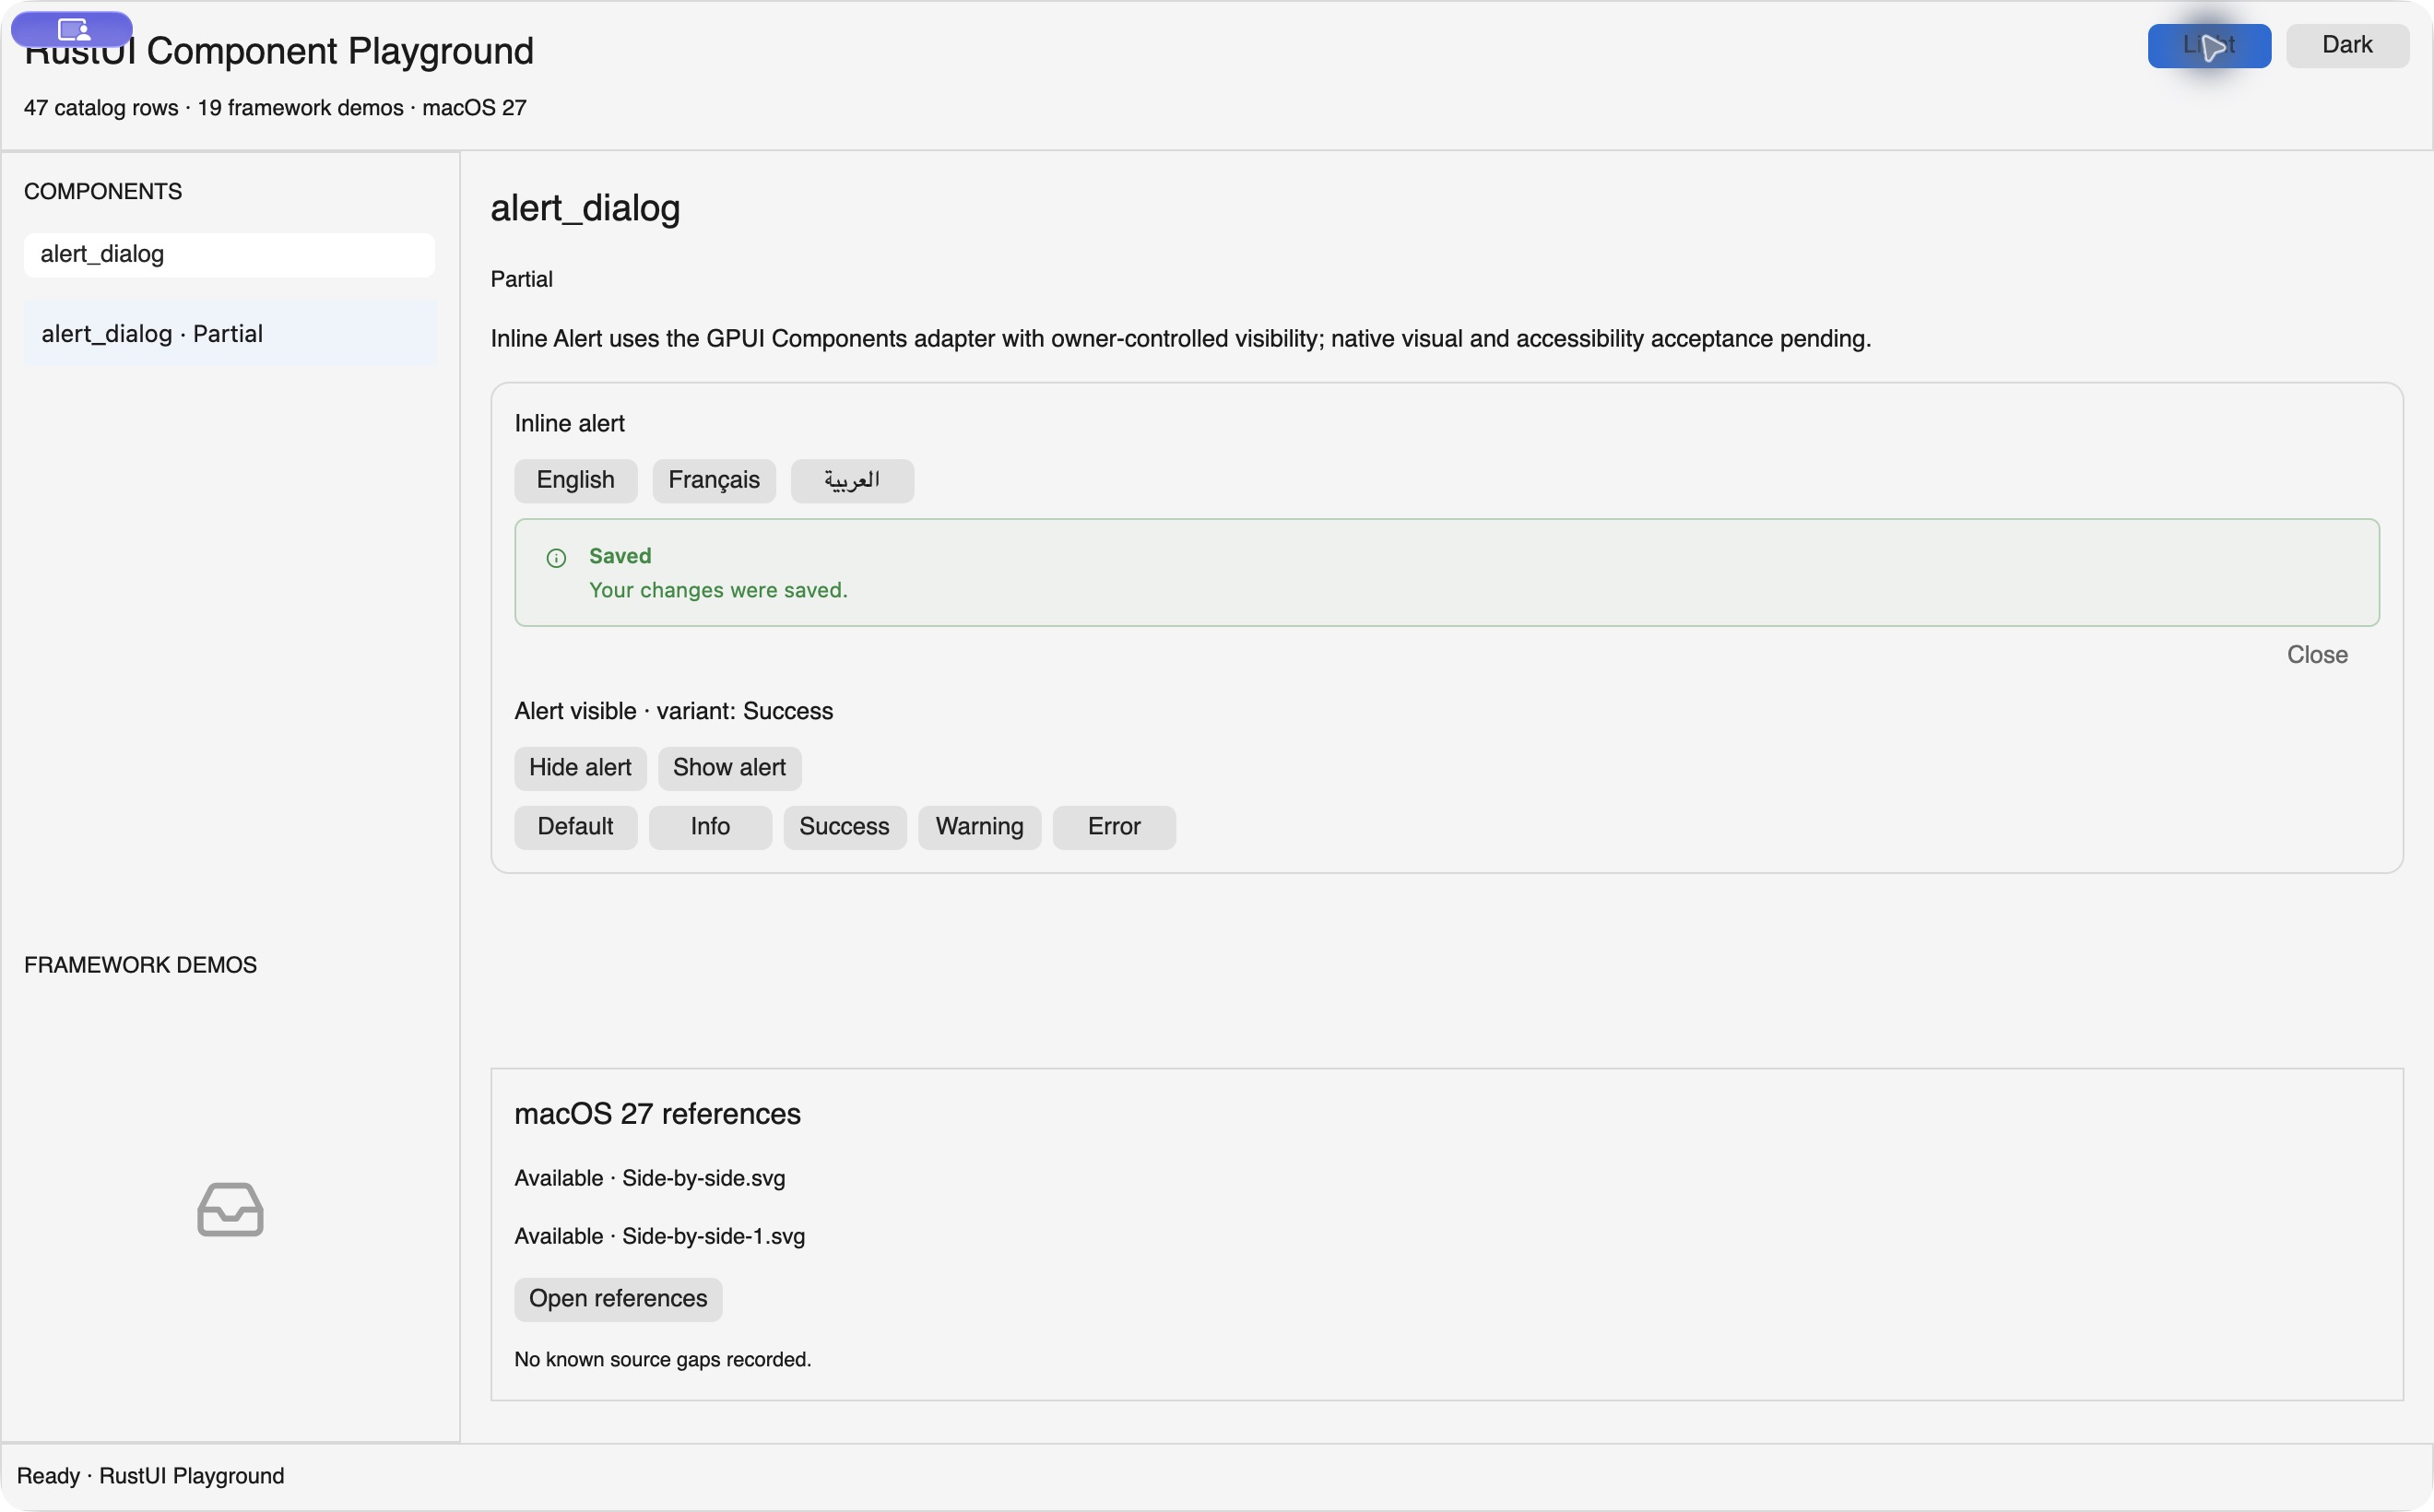 RustUI Component Playground
Light Dark
47 catalog rows · 19 framework demos · macOS 27
COMPONENTS
alert_dialog
alert_dialog · Partial
FRAMEWORK DEMOS
alert_dialog
Partial
Inline Alert uses the GPUI Components adapter with owner-controlled visibility; native visual and accessibility acceptance pending.
Inline alert
English Français العربية
Saved
Your changes were saved.
Close
Alert visible · variant: Success
Hide alert Show alert
Default Info Success Warning Error
macOS 27 references
Available · Side-by-side.svg
Available · Side-by-side-1.svg
Open references
No known source gaps recorded.
Ready · RustUI Playground